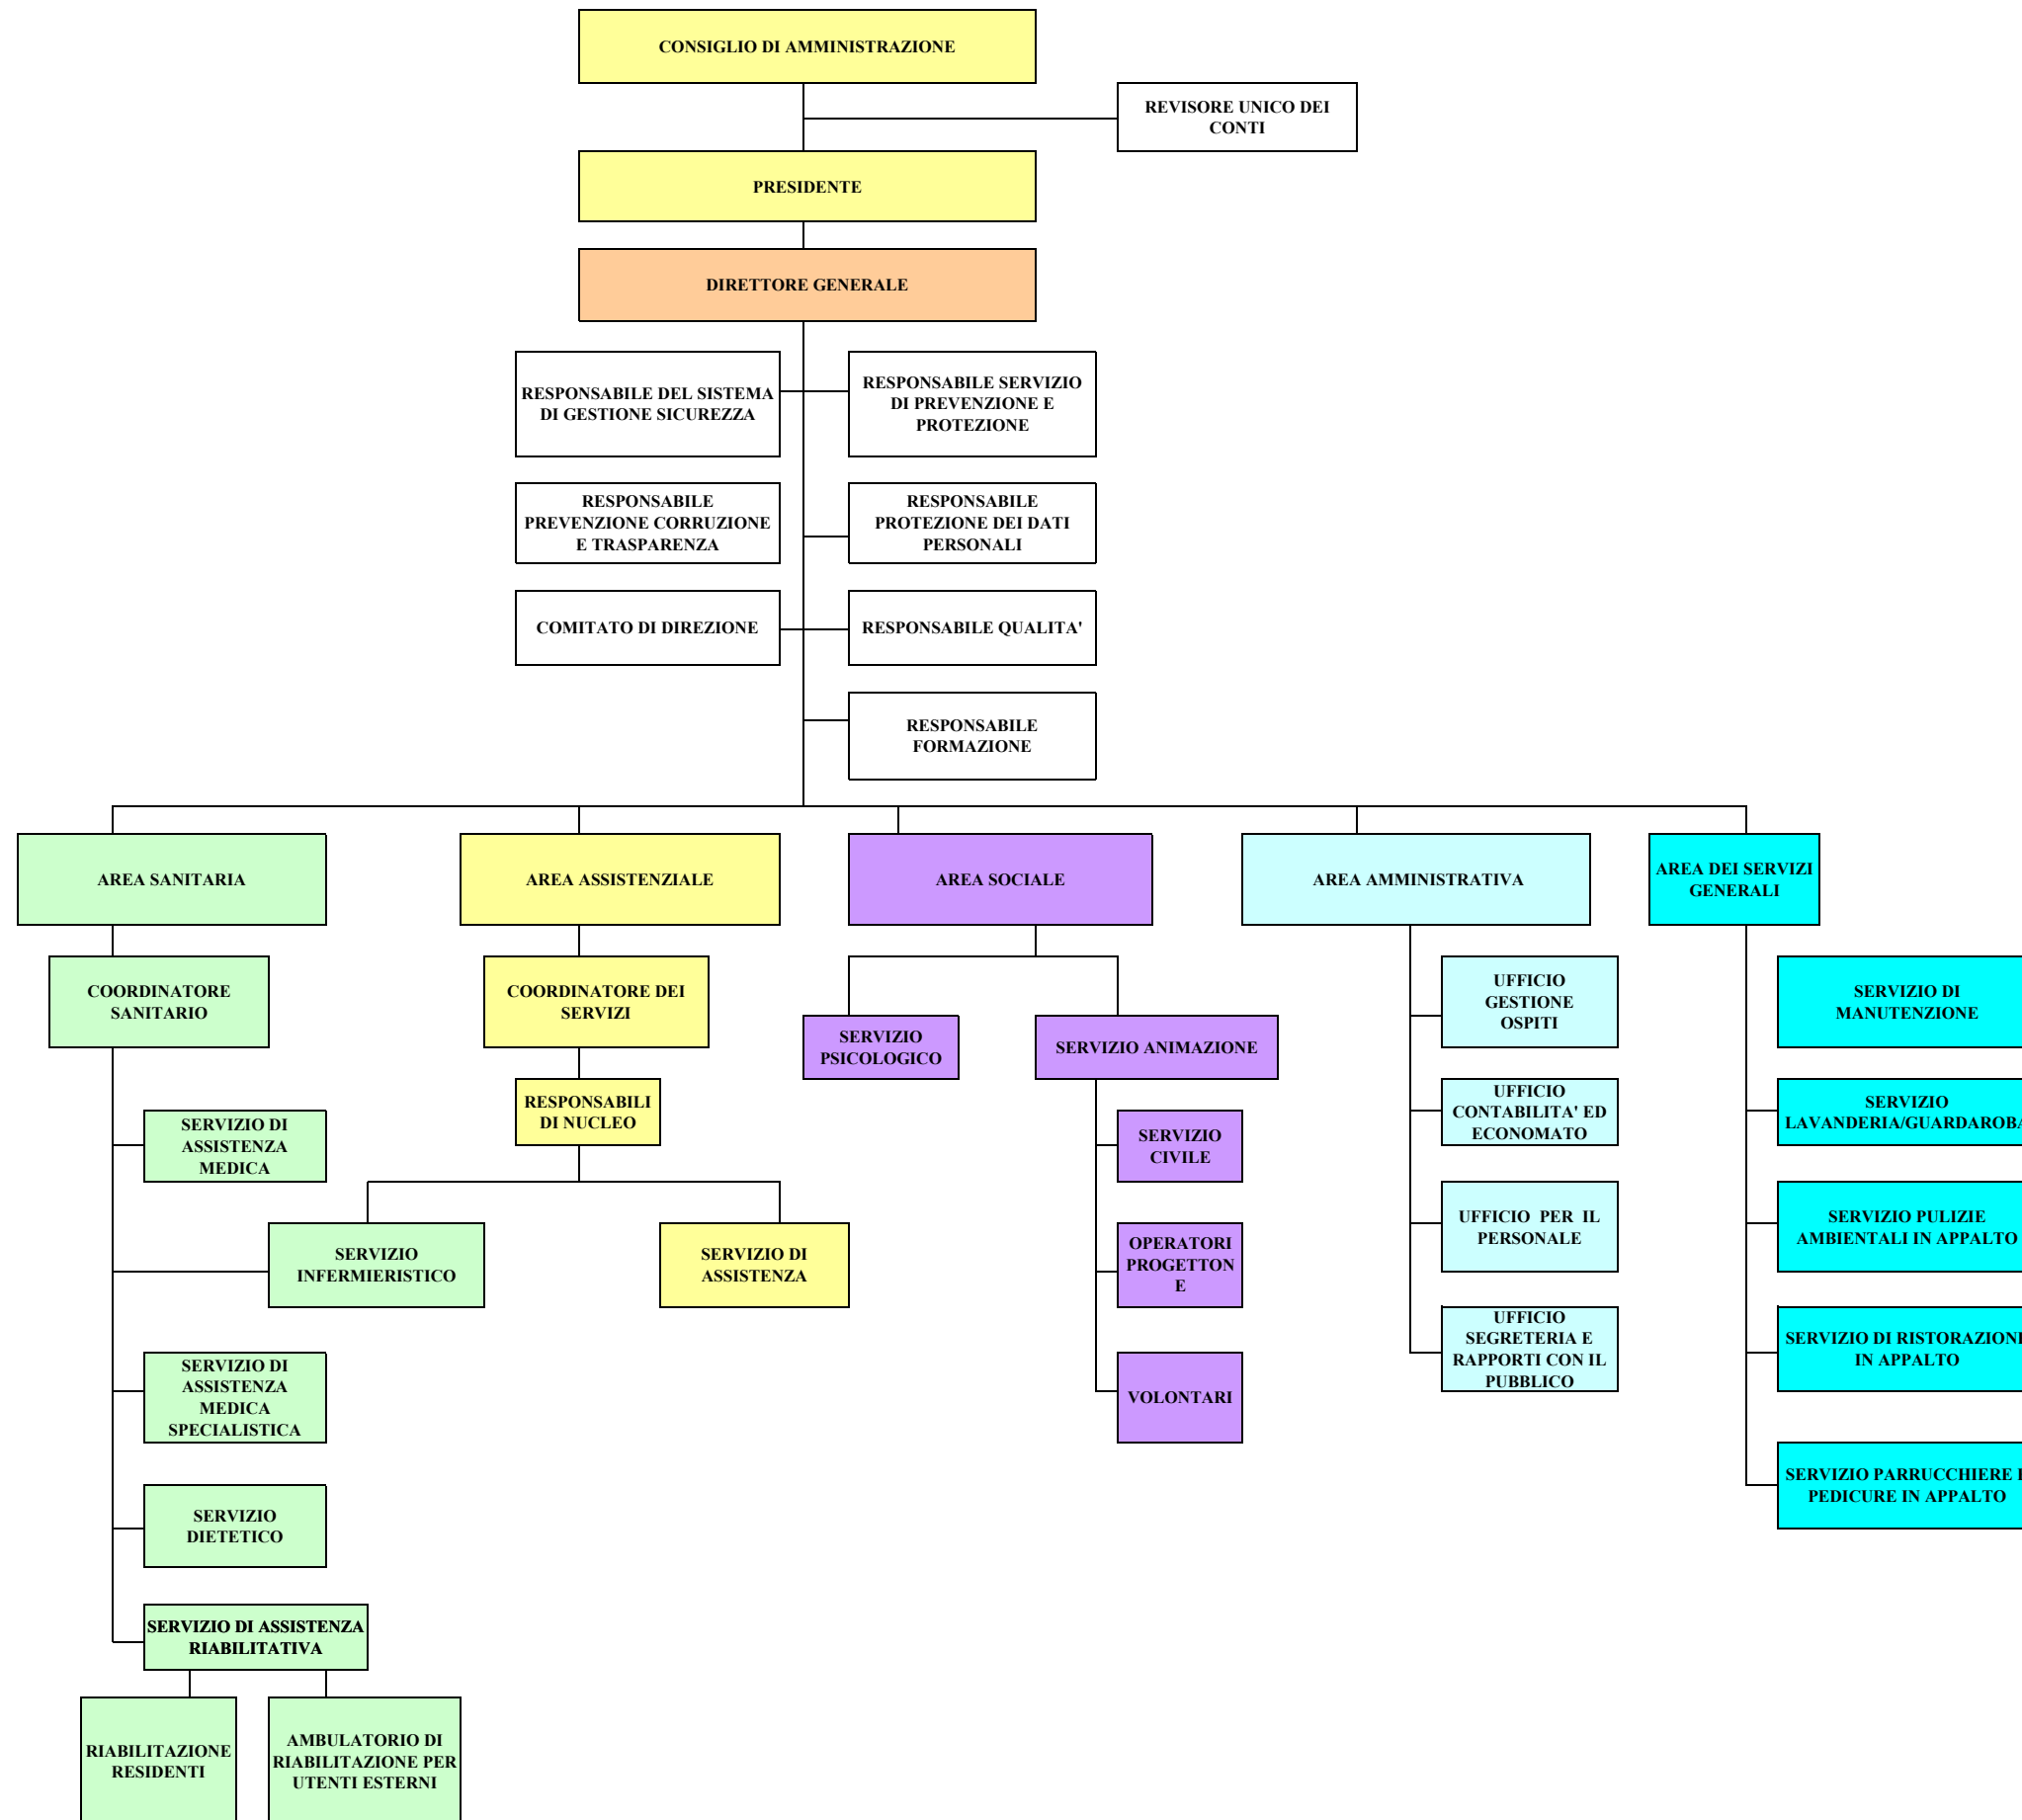 CONSIGLIO DI AMMINISTRAZIONE
REVISORE UNICO DEI
CONTI
PRESIDENTE
DIRETTORE GENERALE
RESPONSABILE DEL SISTEMA
DI GESTIONE SICUREZZA
RESPONSABILE SERVIZIO
DI PREVENZIONE E
PROTEZIONE
RESPONSABILE
PREVENZIONE CORRUZIONE
E TRASPARENZA
RESPONSABILE
PROTEZIONE DEI DATI
PERSONALI
COMITATO DI DIREZIONE
RESPONSABILE QUALITA'
RESPONSABILE
FORMAZIONE
AREA SANITARIA
AREA ASSISTENZIALE
AREA SOCIALE
AREA AMMINISTRATIVA
AREA DEI SERVIZI
GENERALI
COORDINATORE
SANITARIO
COORDINATORE DEI
SERVIZI
SERVIZIO
PSICOLOGICO
SERVIZIO ANIMAZIONE
UFFICIO
GESTIONE
OSPITI
SERVIZIO DI
MANUTENZIONE
RESPONSABILI
DI NUCLEO
SERVIZIO DI
ASSISTENZA
MEDICA
SERVIZIO
CIVILE
UFFICIO
CONTABILITA' ED
ECONOMATO
SERVIZIO
LAVANDERIA/GUARDAROBA
SERVIZIO
INFERMIERISTICO
SERVIZIO DI
ASSISTENZA
OPERATORI
PROGETTON
E
UFFICIO PER IL
PERSONALE
SERVIZIO PULIZIE
AMBIENTALI IN APPALTO
SERVIZIO DI
ASSISTENZA
MEDICA
SPECIALISTICA
VOLONTARI
UFFICIO
SEGRETERIA E
RAPPORTI CON IL
PUBBLICO
SERVIZIO DI RISTORAZIONE
IN APPALTO
SERVIZIO
DIETETICO
SERVIZIO PARRUCCHIERE E
PEDICURE IN APPALTO
SERVIZIO DI ASSISTENZA
RIABILITATIVA
RIABILITAZIONE
RESIDENTI
AMBULATORIO DI
RIABILITAZIONE PER
UTENTI ESTERNI